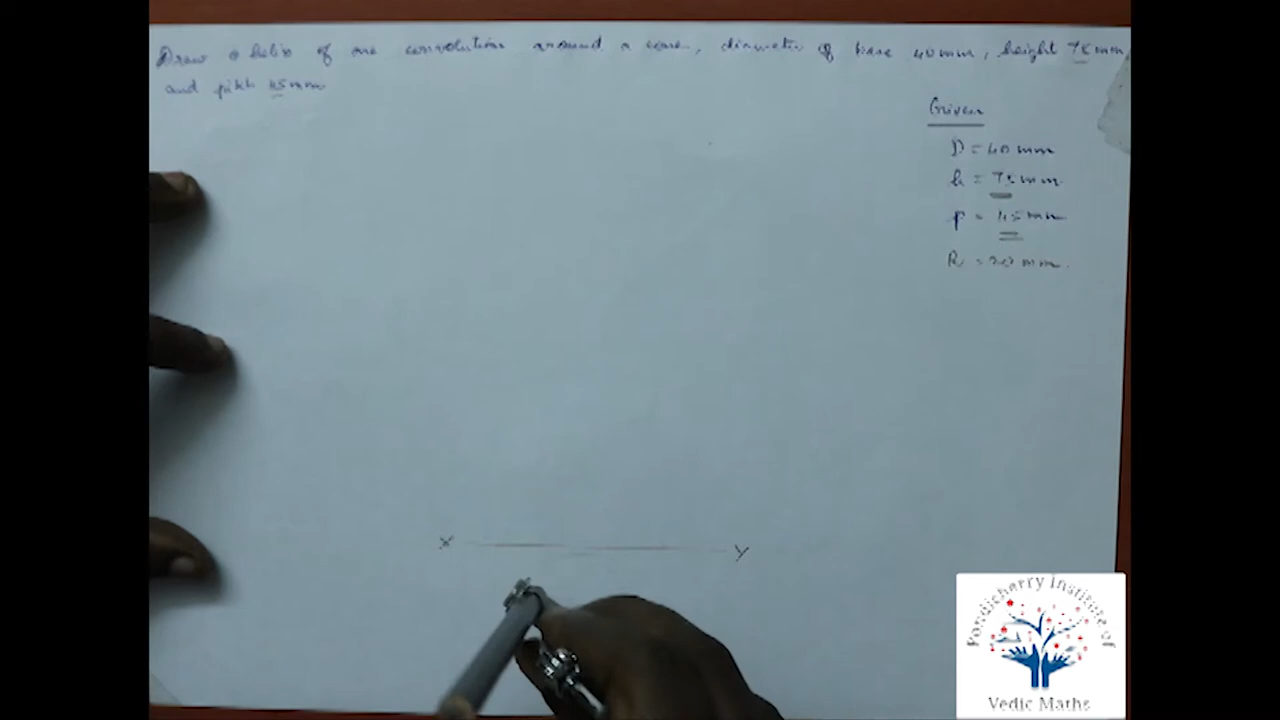 Draw a helix of one convolution around a cone, diameter of base 40mm, height 75mm,
and pitch 45mm
Given
D = 40 mm
h = 75 mm
P = 45 mm
R = 20 mm.
X Y
Pondicherry Institute of
Vedic Maths